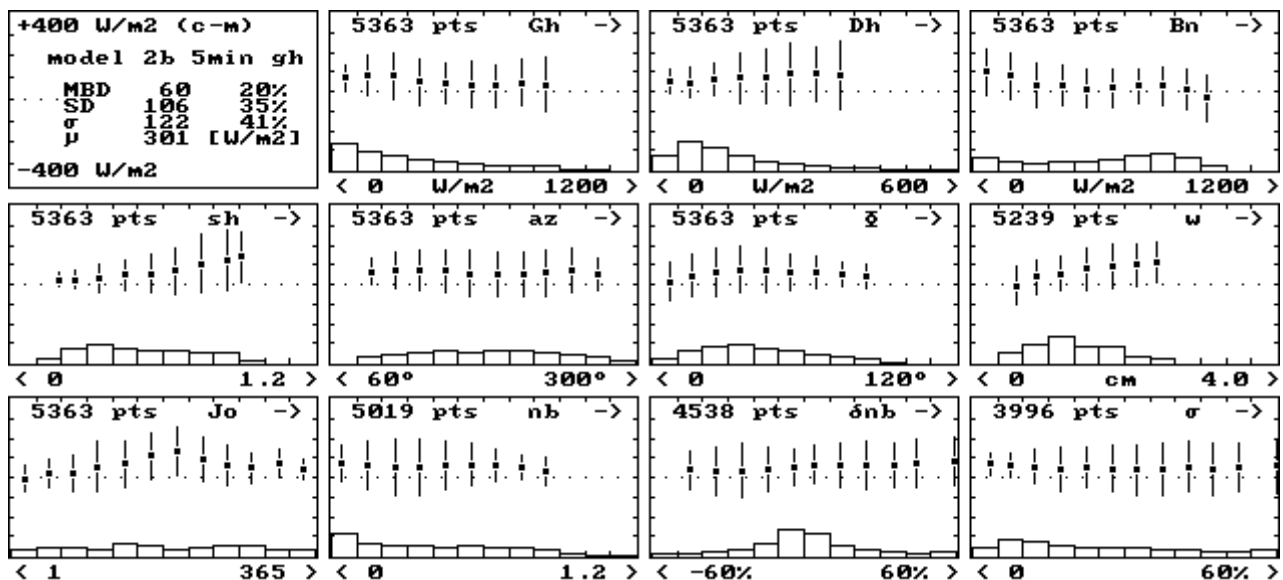 +400 W/m2 (c-m)
model 2b 5min gh
MBD 60 20%
SD 106 35%
σ 122 41%
μ 301 [W/m2]
-400 W/m2
5363 pts Gh ->
< 0 W/m2 1200 >
5363 pts Dh ->
< 0 W/m2 600 >
5363 pts Bn ->
< 0 W/m2 1200 >
5363 pts sh ->
< 0 1.2 >
5363 pts az ->
< 60° 300° >
5363 pts Φ ->
< 0 120° >
5239 pts w ->
< 0 cm 4.0 >
5363 pts Jo ->
< 1 365 >
5019 pts nb ->
< 0 1.2 >
4538 pts δnb ->
< -60% 60% >
3996 pts σ ->
< 0 60% >